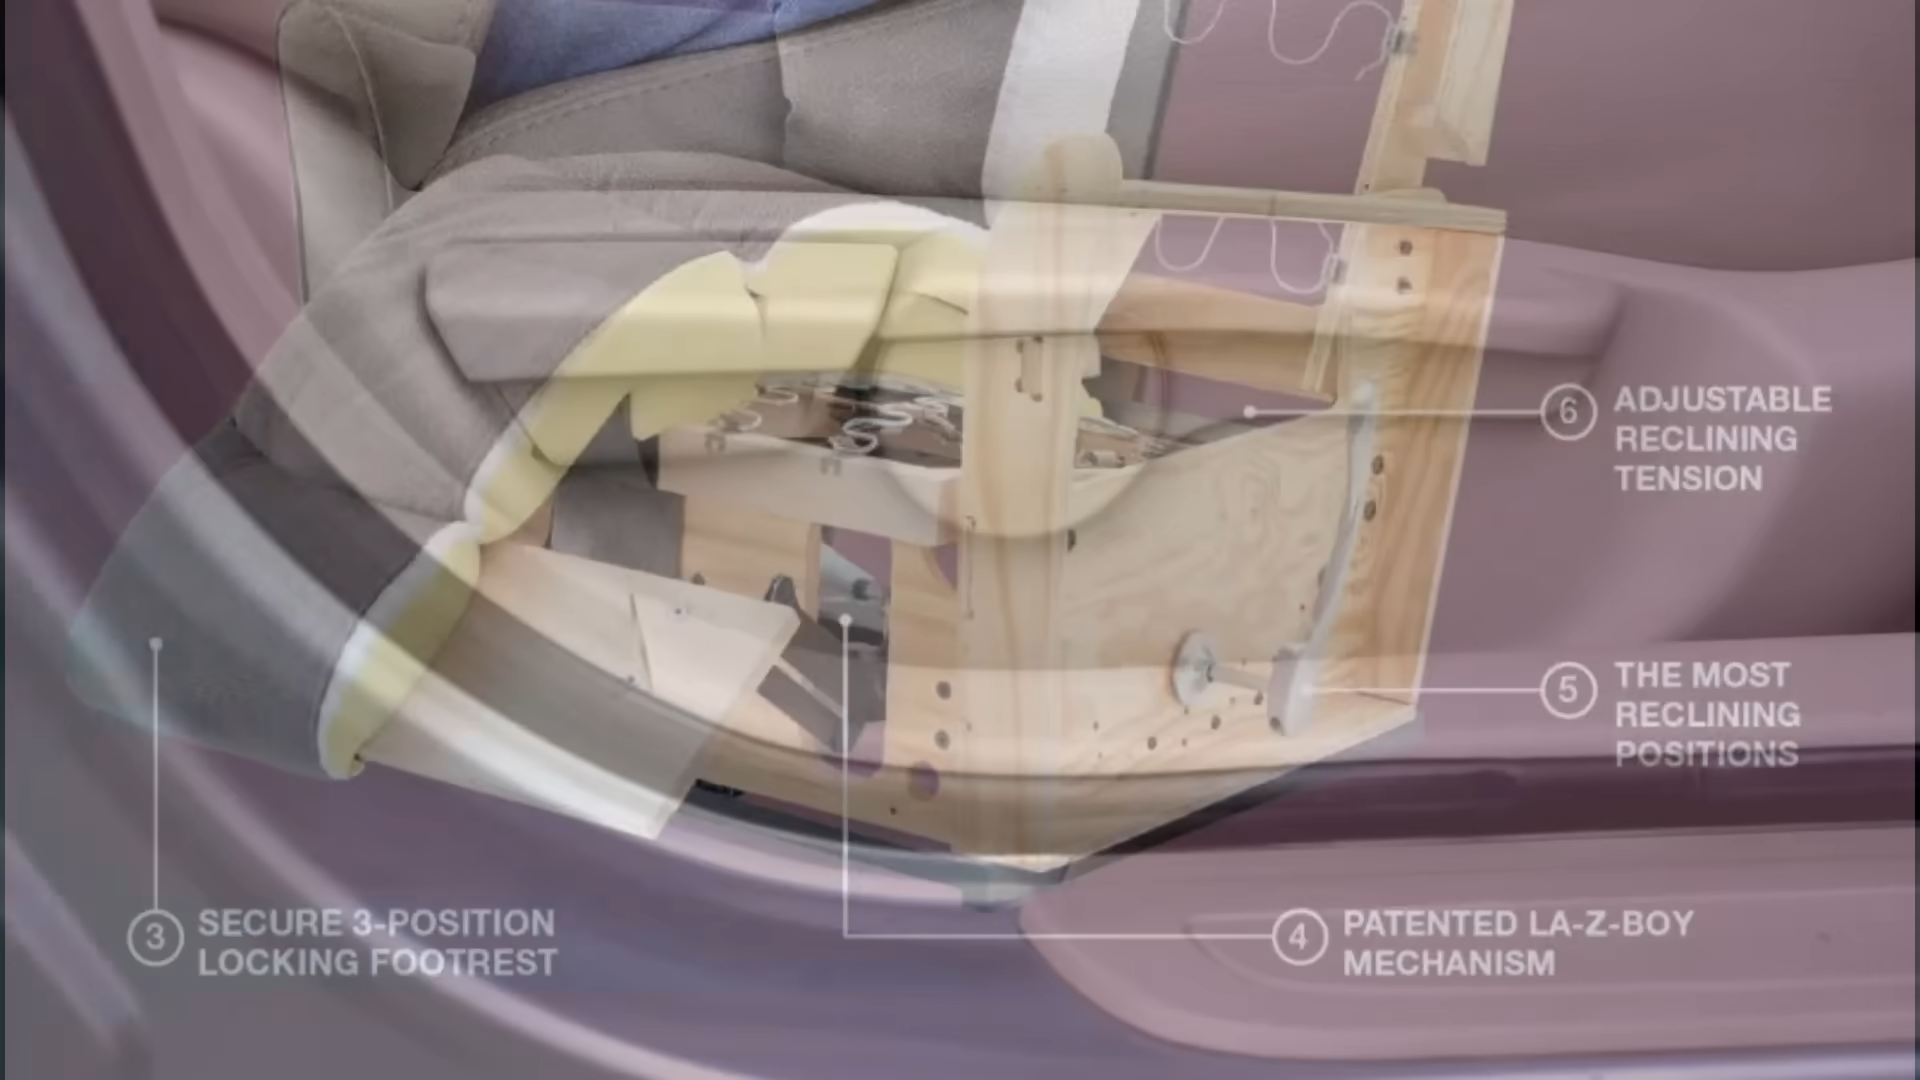 6 ADJUSTABLE
RECLINING
TENSION
5 THE MOST
RECLINING
POSITIONS
3 SECURE 3-POSITION
LOCKING FOOTREST
4 PATENTED LA-Z-BOY
MECHANISM